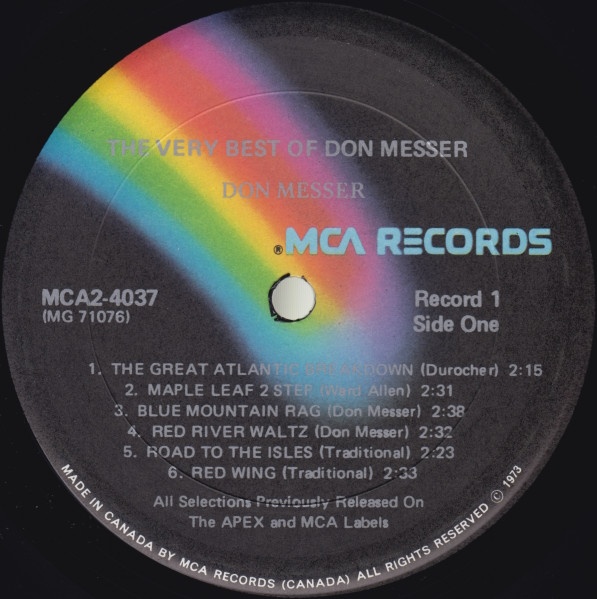 THE VERY BEST OF DON MESSER
DON MESSER
®MCA RECORDS
MCA2-4037
(MG 71076)
Record 1
Side One
1. THE GREAT ATLANTIC BREAKDOWN (Durocher) 2:15
2. MAPLE LEAF 2 STEP (Ward Allen) 2:31
3. BLUE MOUNTAIN RAG (Don Messer) 2:38
4. RED RIVER WALTZ (Don Messer) 2:32
5. ROAD TO THE ISLES (Traditional) 2:23
6. RED WING (Traditional) 2:33
All Selections Previously Released On
The APEX and MCA Labels
MADE IN CANADA BY MCA RECORDS (CANADA) ALL RIGHTS RESERVED © 1973